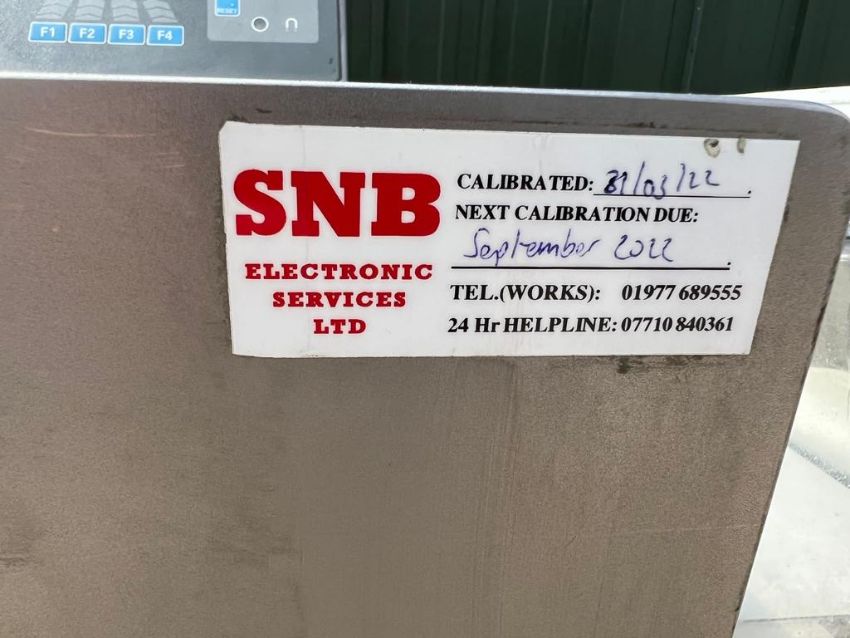 F1 F2 F3 F4
RESET
SNB
ELECTRONIC
SERVICES
LTD
CALIBRATED: 31/03/22.
NEXT CALIBRATION DUE:
September 2022.
TEL.(WORKS): 01977 689555
24 Hr HELPLINE: 07710 840361